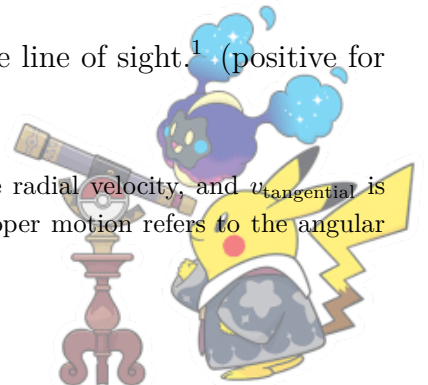 e line of sight.¹ (positive for
e radial velocity, and v_tangential is
oper motion refers to the angular